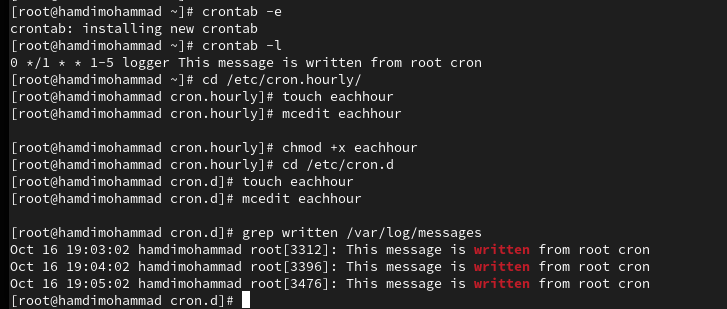 [root@hamdimohammad ~]# crontab -e
crontab: installing new crontab
[root@hamdimohammad ~]# crontab -l
0 */1 * * 1-5 logger This message is written from root cron
[root@hamdimohammad ~]# cd /etc/cron.hourly/
[root@hamdimohammad cron.hourly]# touch eachhour
[root@hamdimohammad cron.hourly]# mcedit eachhour
[root@hamdimohammad cron.hourly]# chmod +x eachhour
[root@hamdimohammad cron.hourly]# cd /etc/cron.d
[root@hamdimohammad cron.d]# touch eachhour
[root@hamdimohammad cron.d]# mcedit eachhour
[root@hamdimohammad cron.d]# grep written /var/log/messages
Oct 16 19:03:02 hamdimohammad root[3312]: This message is written from root cron
Oct 16 19:04:02 hamdimohammad root[3396]: This message is written from root cron
Oct 16 19:05:02 hamdimohammad root[3476]: This message is written from root cron
[root@hamdimohammad cron.d]#